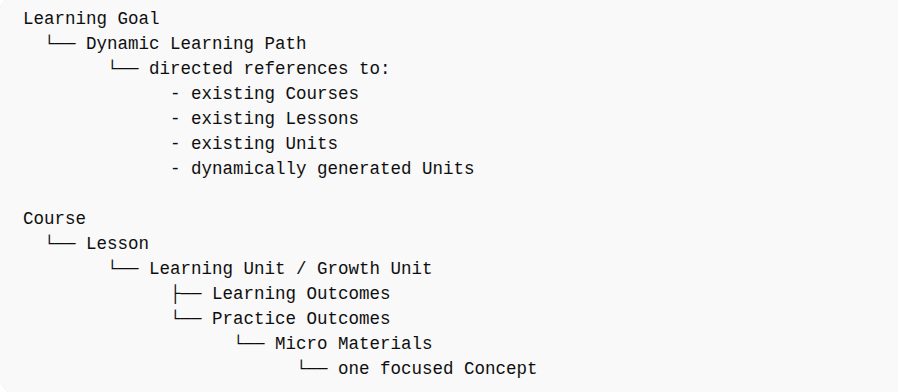 Learning Goal
└── Dynamic Learning Path
└── directed references to:
- existing Courses
- existing Lessons
- existing Units
- dynamically generated Units
Course
└── Lesson
└── Learning Unit / Growth Unit
├── Learning Outcomes
└── Practice Outcomes
└── Micro Materials
└── one focused Concept